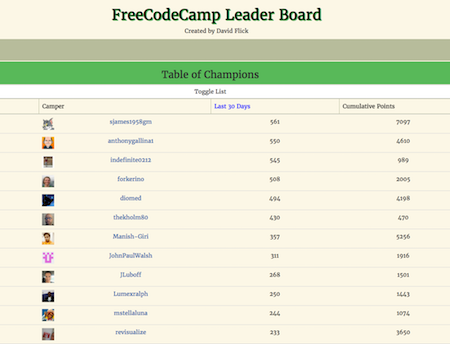 FreeCodeCamp Leader Board
Created by David Flick
Table of Champions
Toggle List
Camper Last 30 Days Cumulative Points
sjames1958gm 561 7097
anthonygallina1 550 4610
indefinite0212 545 989
forkerino 508 2005
diomed 494 4198
thekholm80 430 470
Manish-Giri 357 5256
JohnPaulWalsh 311 1916
JLuboff 268 1501
Lumexralph 250 1443
mstellaluna 244 1074
revisualize 233 3650